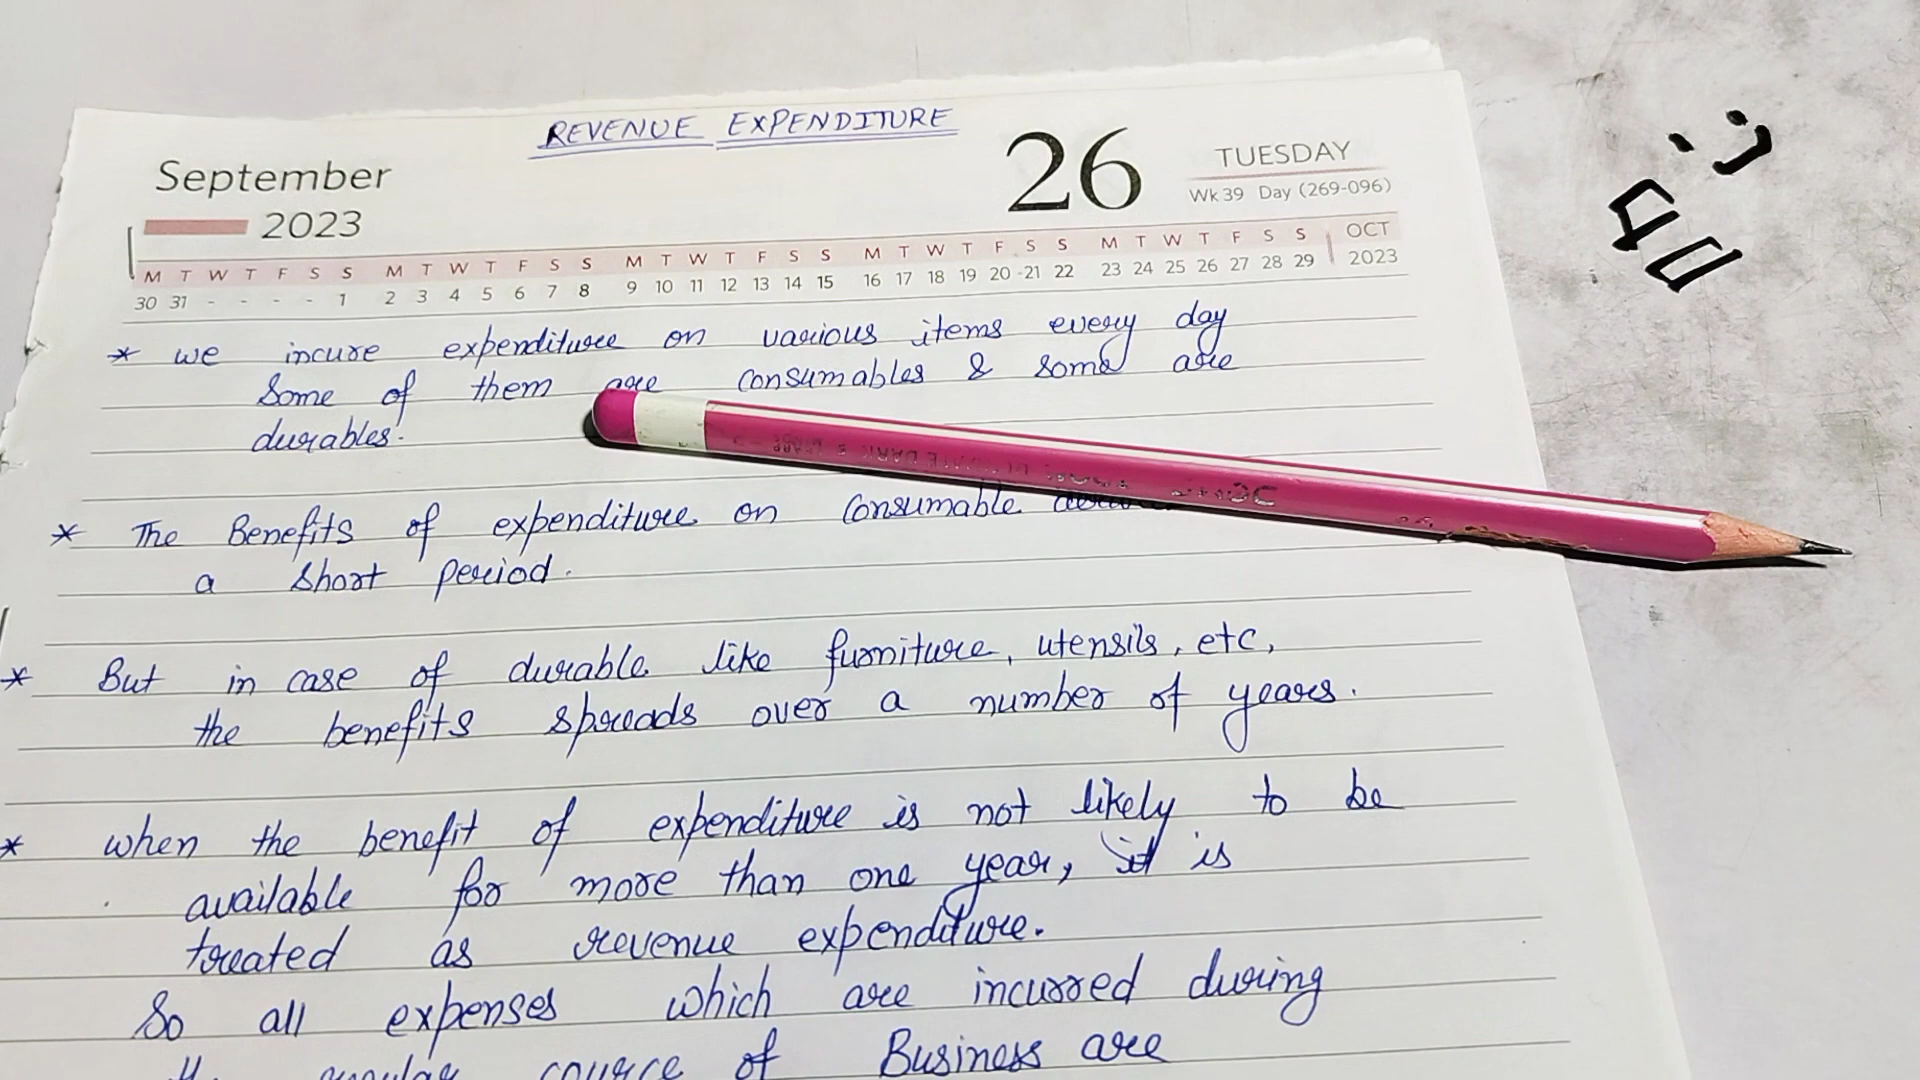 REVENUE EXPENDITURE
September 26 TUESDAY
2023 Wk 39 Day (269-096)
M T W T F S S M T W T F S S M T W T F S S M T W T F S S M T W T F S S OCT
30 31 - - - - 1 2 3 4 5 6 7 8 9 10 11 12 13 14 15 16 17 18 19 20 21 22 23 24 25 26 27 28 29 2023
* we incure expenditure on various items every day
Some of them are consumables & some are
durables.
* The Benefits of expenditure on Consumable
a short period.
* But in case of durable like furniture, utensils, etc,
the benefits spreads over a number of years.
* when the benefit of expenditure is not likely to be
available for more than one year, it is
treated as revenue expenditure.
So all expenses which are incurred during
regular course of Business are